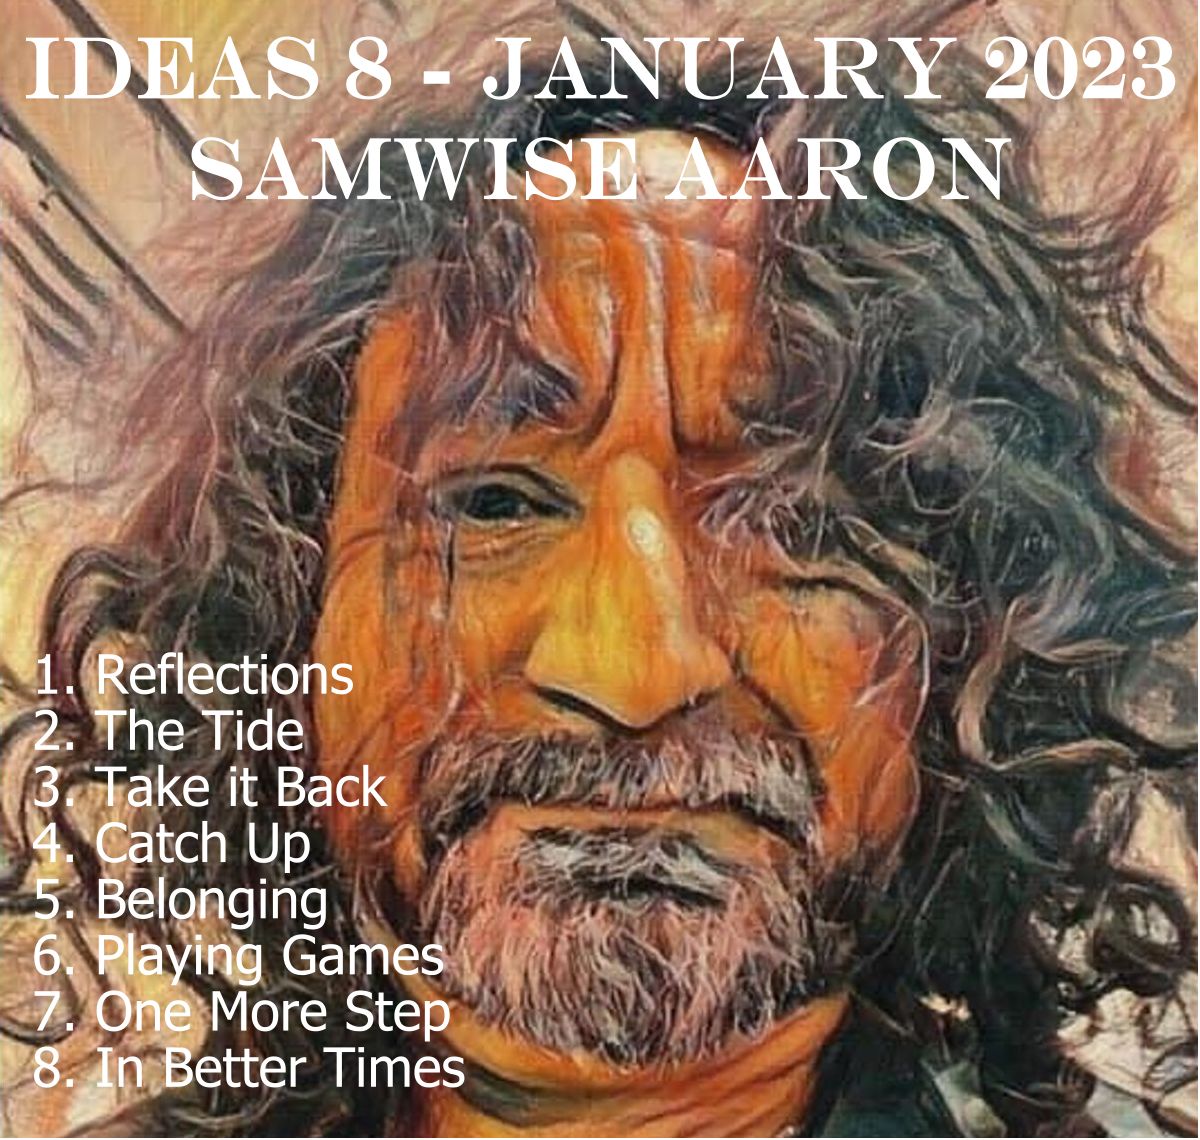 IDEAS 8 - JANUARY 2023
SAMWISE AARON
1. Reflections
2. The Tide
3. Take it Back
4. Catch Up
5. Belonging
6. Playing Games
7. One More Step
8. In Better Times